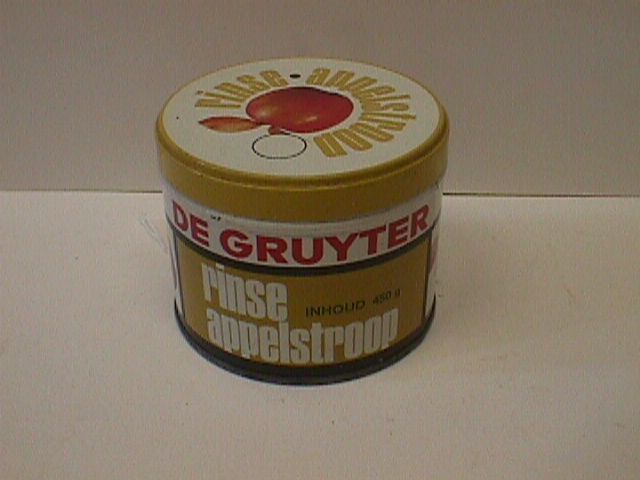 rinse • appelstroop
DE GRUYTER
rinse
INHOUD 450 g
appelstroop